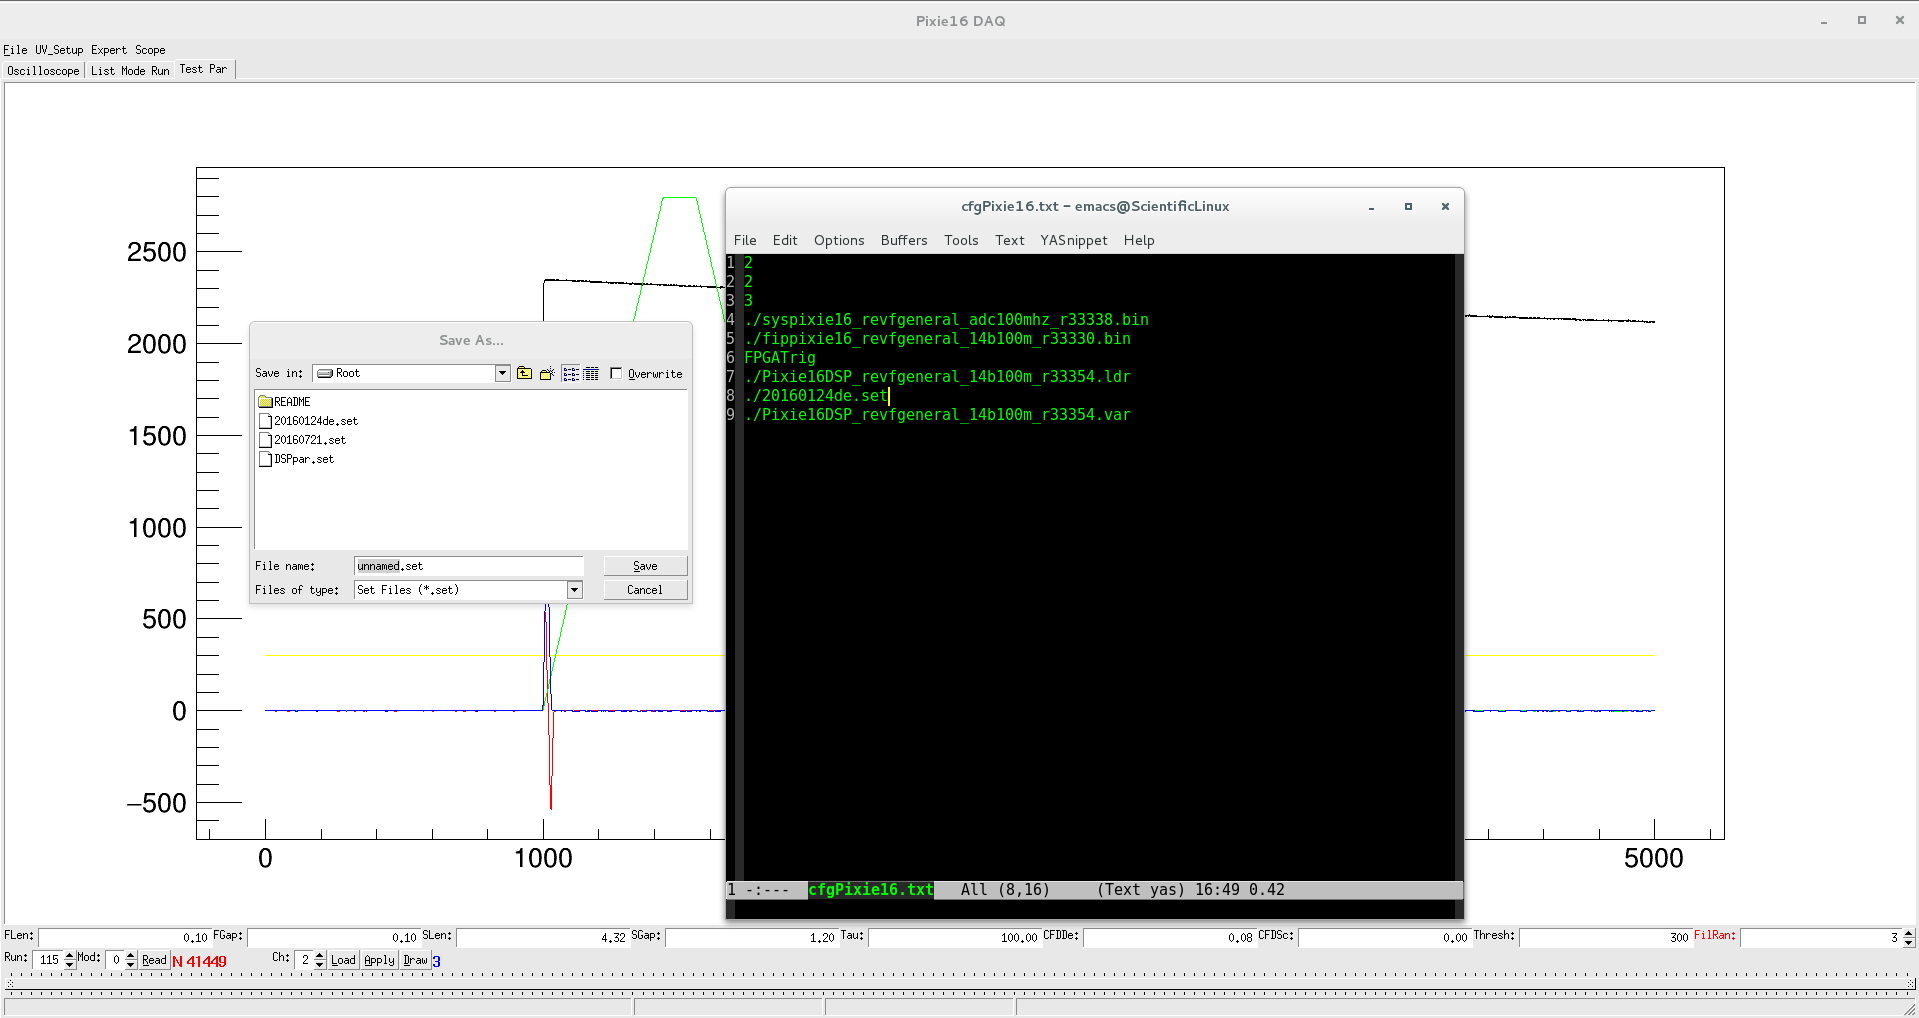 Pixie16 DAQ
File UV_Setup Expert Scope
Oscilloscope List Mode Run Test Par
2500
2000
1500
1000
500
0
−500
0 1000 5000
Save As...
Save in: Root Overwrite
README
20160124de.set
20160721.set
DSPpar.set
File name: unnamed.set Save
Files of type: Set Files (*.set) Cancel
cfgPixie16.txt - emacs@ScientificLinux
File Edit Options Buffers Tools Text YASnippet Help
1 2
2 2
3 3
4 ./syspixie16_revfgeneral_adc100mhz_r33338.bin
5 ./fippixie16_revfgeneral_14b100m_r33330.bin
6 FPGATrig
7 ./Pixie16DSP_revfgeneral_14b100m_r33354.ldr
8 ./20160124de.set
9 ./Pixie16DSP_revfgeneral_14b100m_r33354.var
1 -:--- cfgPixie16.txt All (8,16) (Text yas) 16:49 0.42
FLen: 0.10 FGap: 0.10 SLen: 4.32 SGap: 1.20 Tau: 100.00 CFDDe: 0.08 CFDSc: 0.00 Thresh: 300 FilRan: 3
Run: 115 Mod: 0 Read N 41449 Ch: 2 Load Apply Draw 3